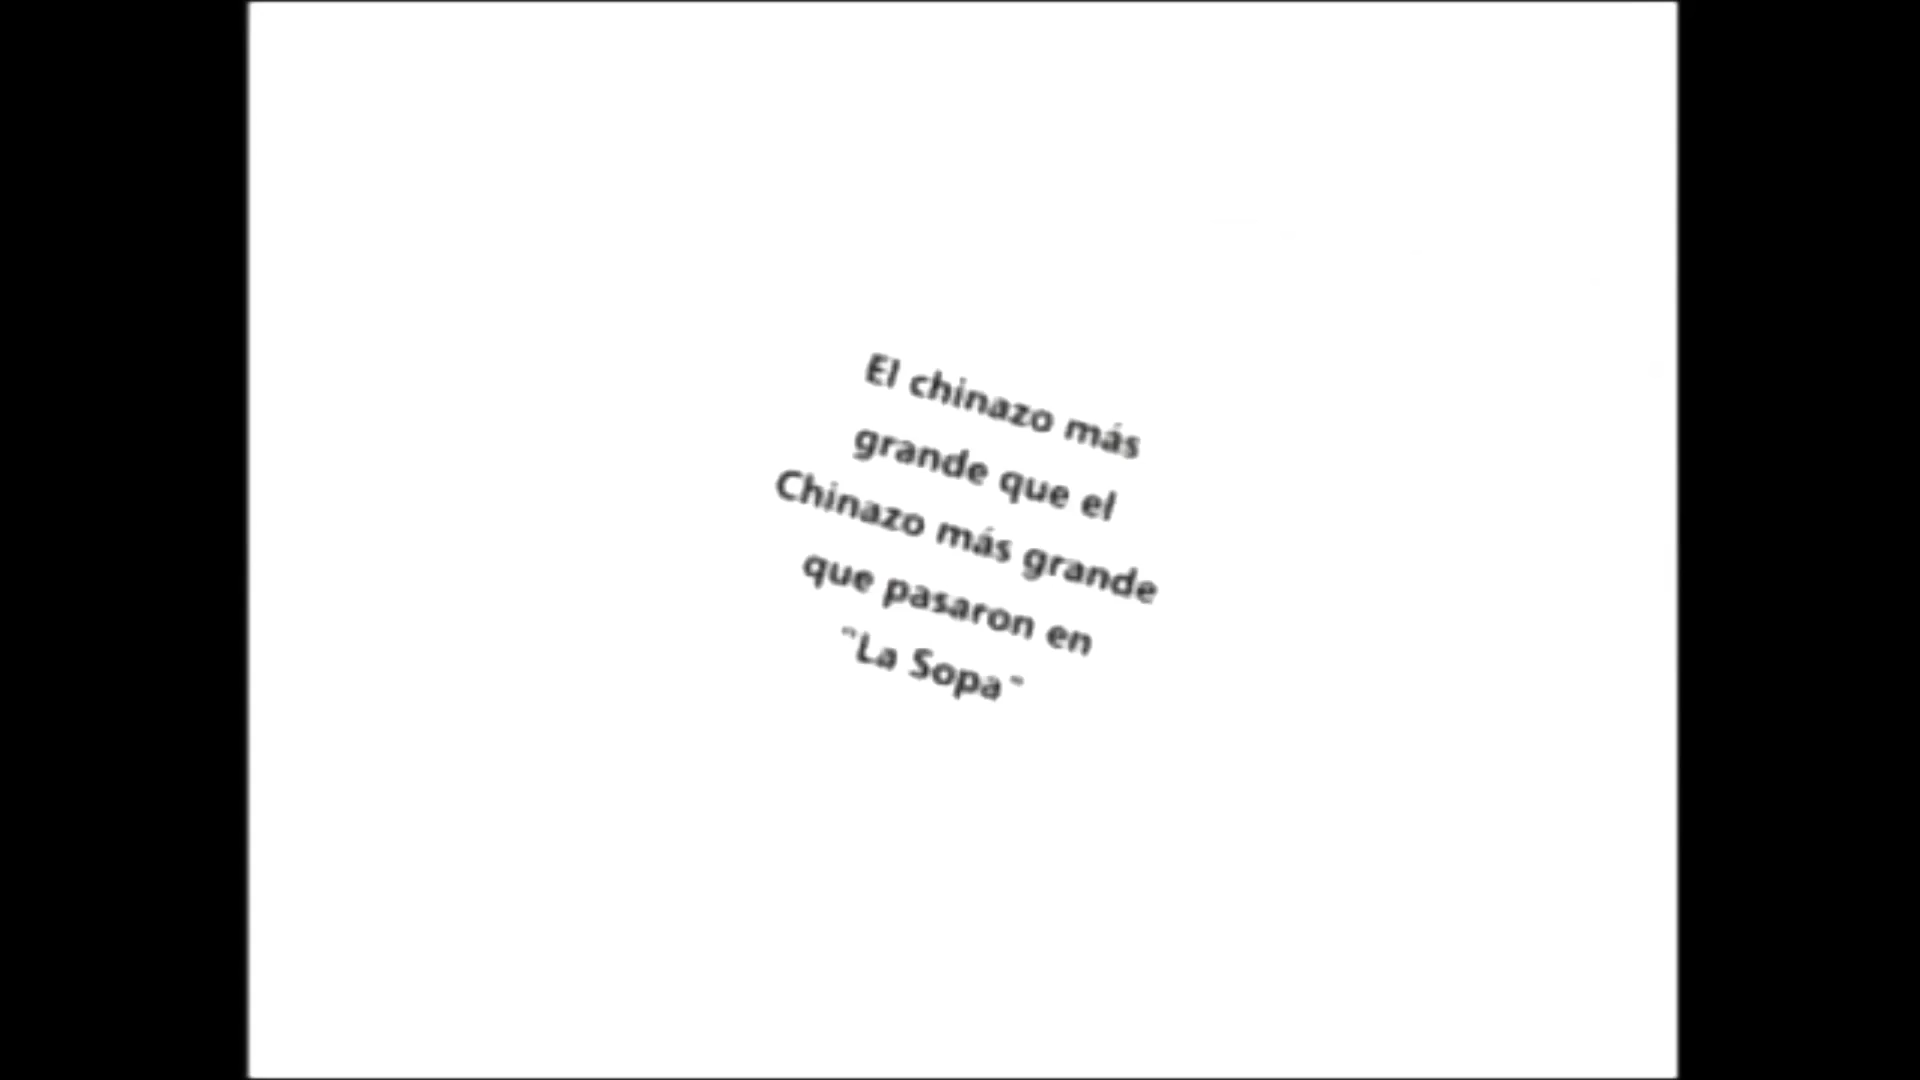 El chinazo más
grande que el
Chinazo más grande
que pasaron en
¨La Sopa¨